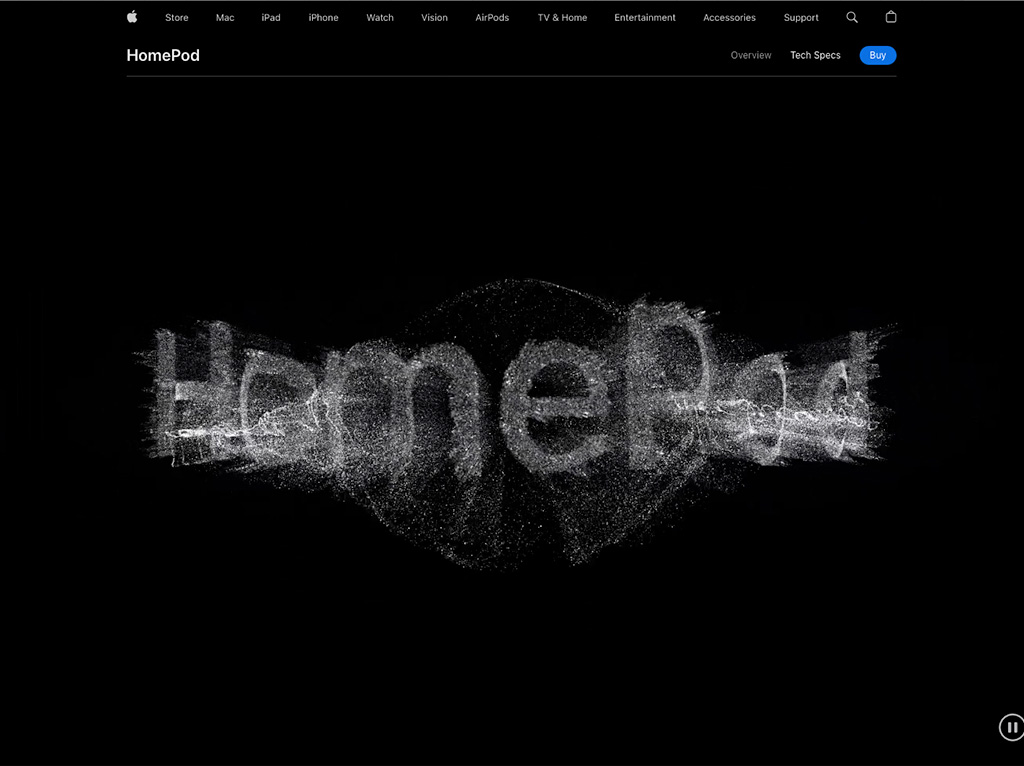 Store Mac iPad iPhone Watch Vision AirPods TV & Home Entertainment Accessories Support
HomePod Overview Tech Specs Buy
HomePod